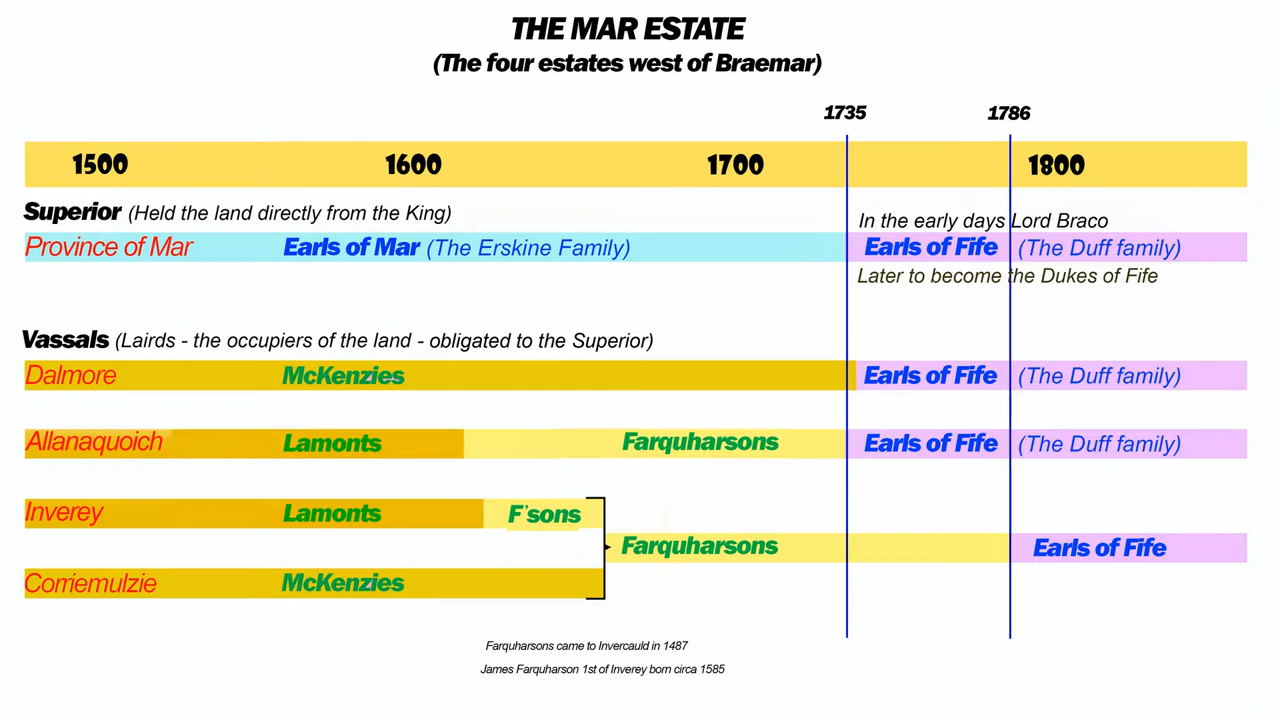 THE MAR ESTATE
(The four estates west of Braemar)
1735 1786
1500 1600 1700 1800
Superior (Held the land directly from the King)
In the early days Lord Braco
Province of Mar Earls of Mar (The Erskine Family) Earls of Fife (The Duff family)
Later to become the Dukes of Fife
Vassals (Lairds - the occupiers of the land - obligated to the Superior)
Dalmore McKenzies Earls of Fife (The Duff family)
Allanaquoich Lamonts Farquharsons Earls of Fife (The Duff family)
Inverey Lamonts F'sons
Farquharsons Earls of Fife
Corriemulzie McKenzies
Farquharsons came to Invercauld in 1487
James Farquharson 1st of Inverey born circa 1585